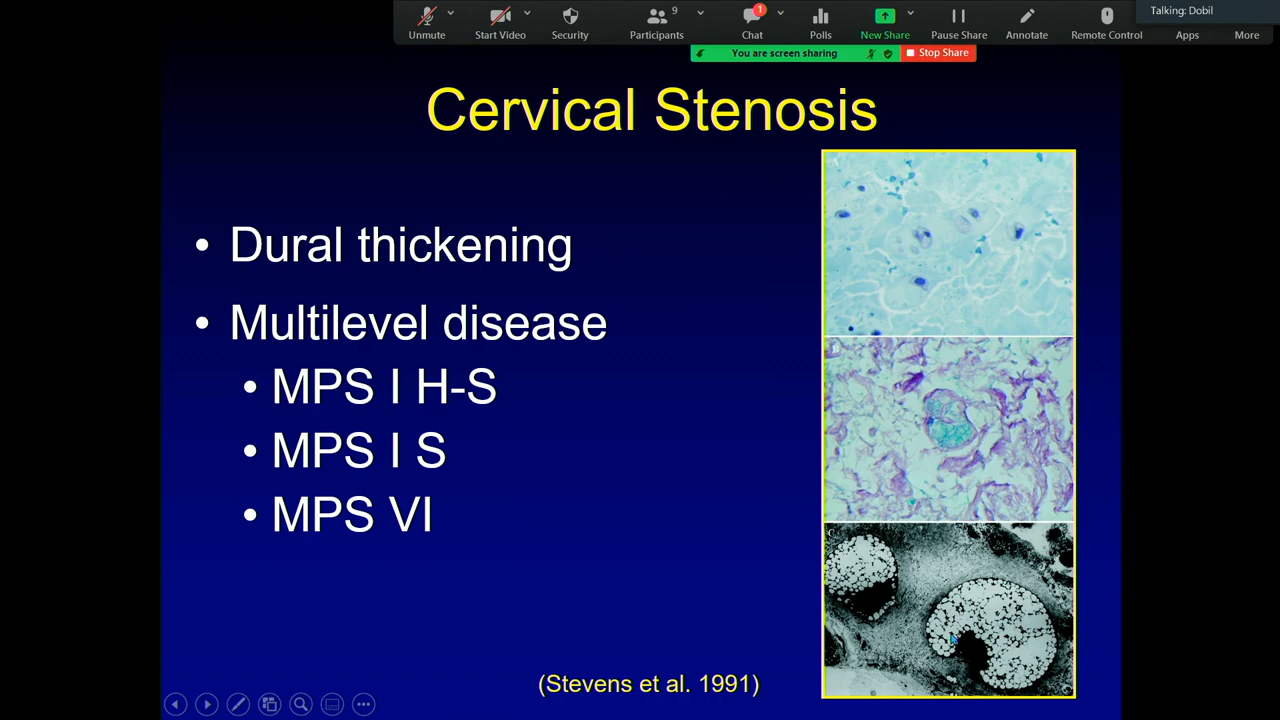 Talking: Dobil
9
1
Unmute
Start Video
Security
Participants
Chat
Polls
New Share
Pause Share
Annotate
Remote Control
Apps
More
You are screen sharing
Stop Share
Cervical Stenosis
• Dural thickening
• Multilevel disease
• MPS I H-S
• MPS I S
• MPS VI
A
B
C
(Stevens et al. 1991)